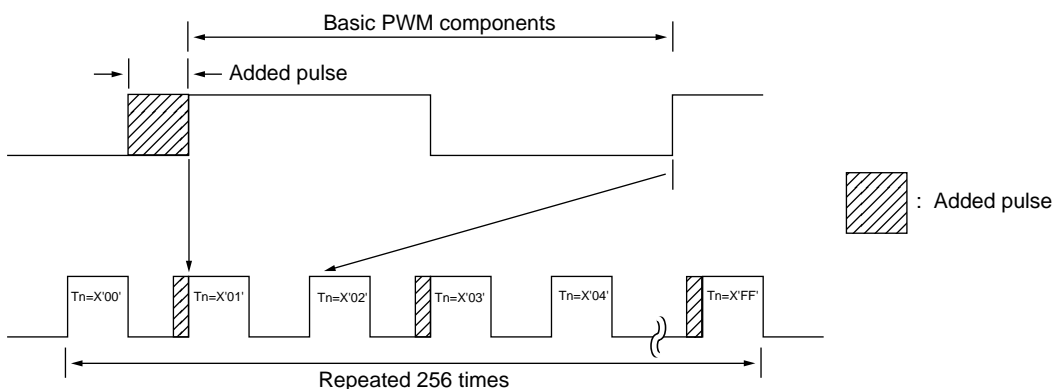 Basic PWM components
Added pulse
: Added pulse
Tn=X'00'
Tn=X'01'
Tn=X'02'
Tn=X'03'
Tn=X'04'
Tn=X'FF'
Repeated 256 times